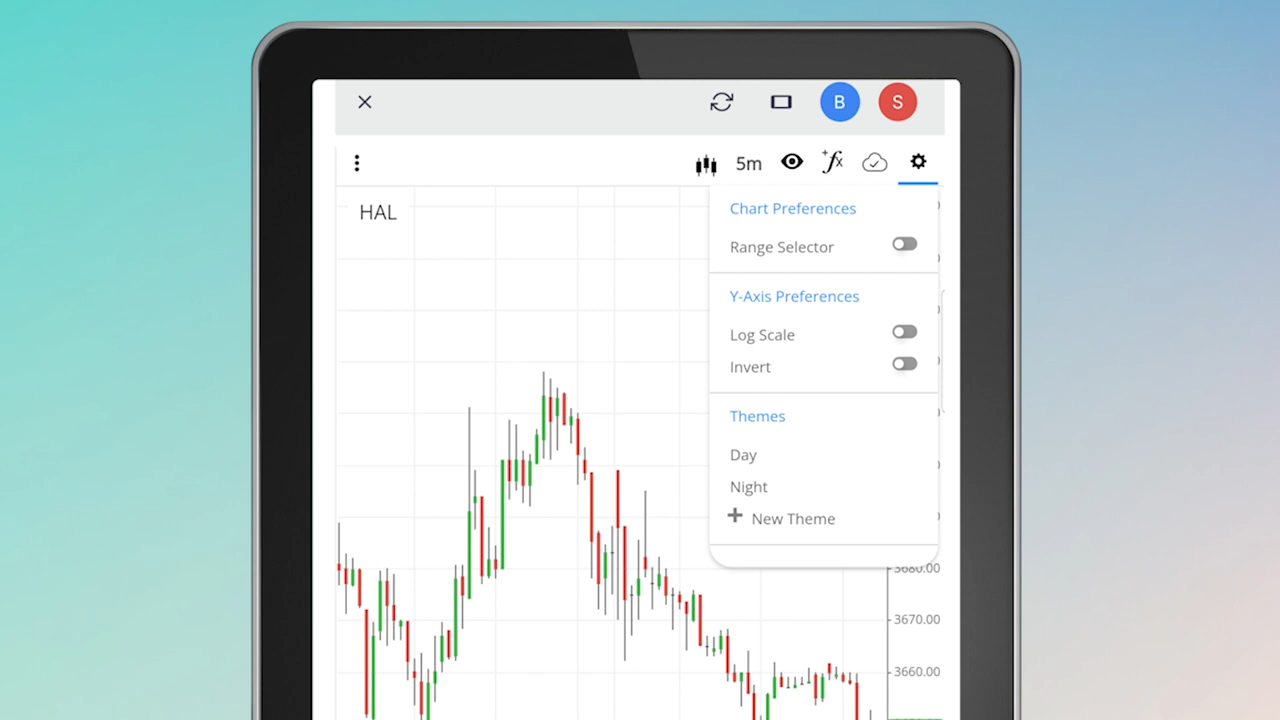 B S
5m fx
HAL
Chart Preferences
Range Selector
Y-Axis Preferences
Log Scale
Invert
Themes
Day
Night
New Theme
3680.00
3670.00
3660.00